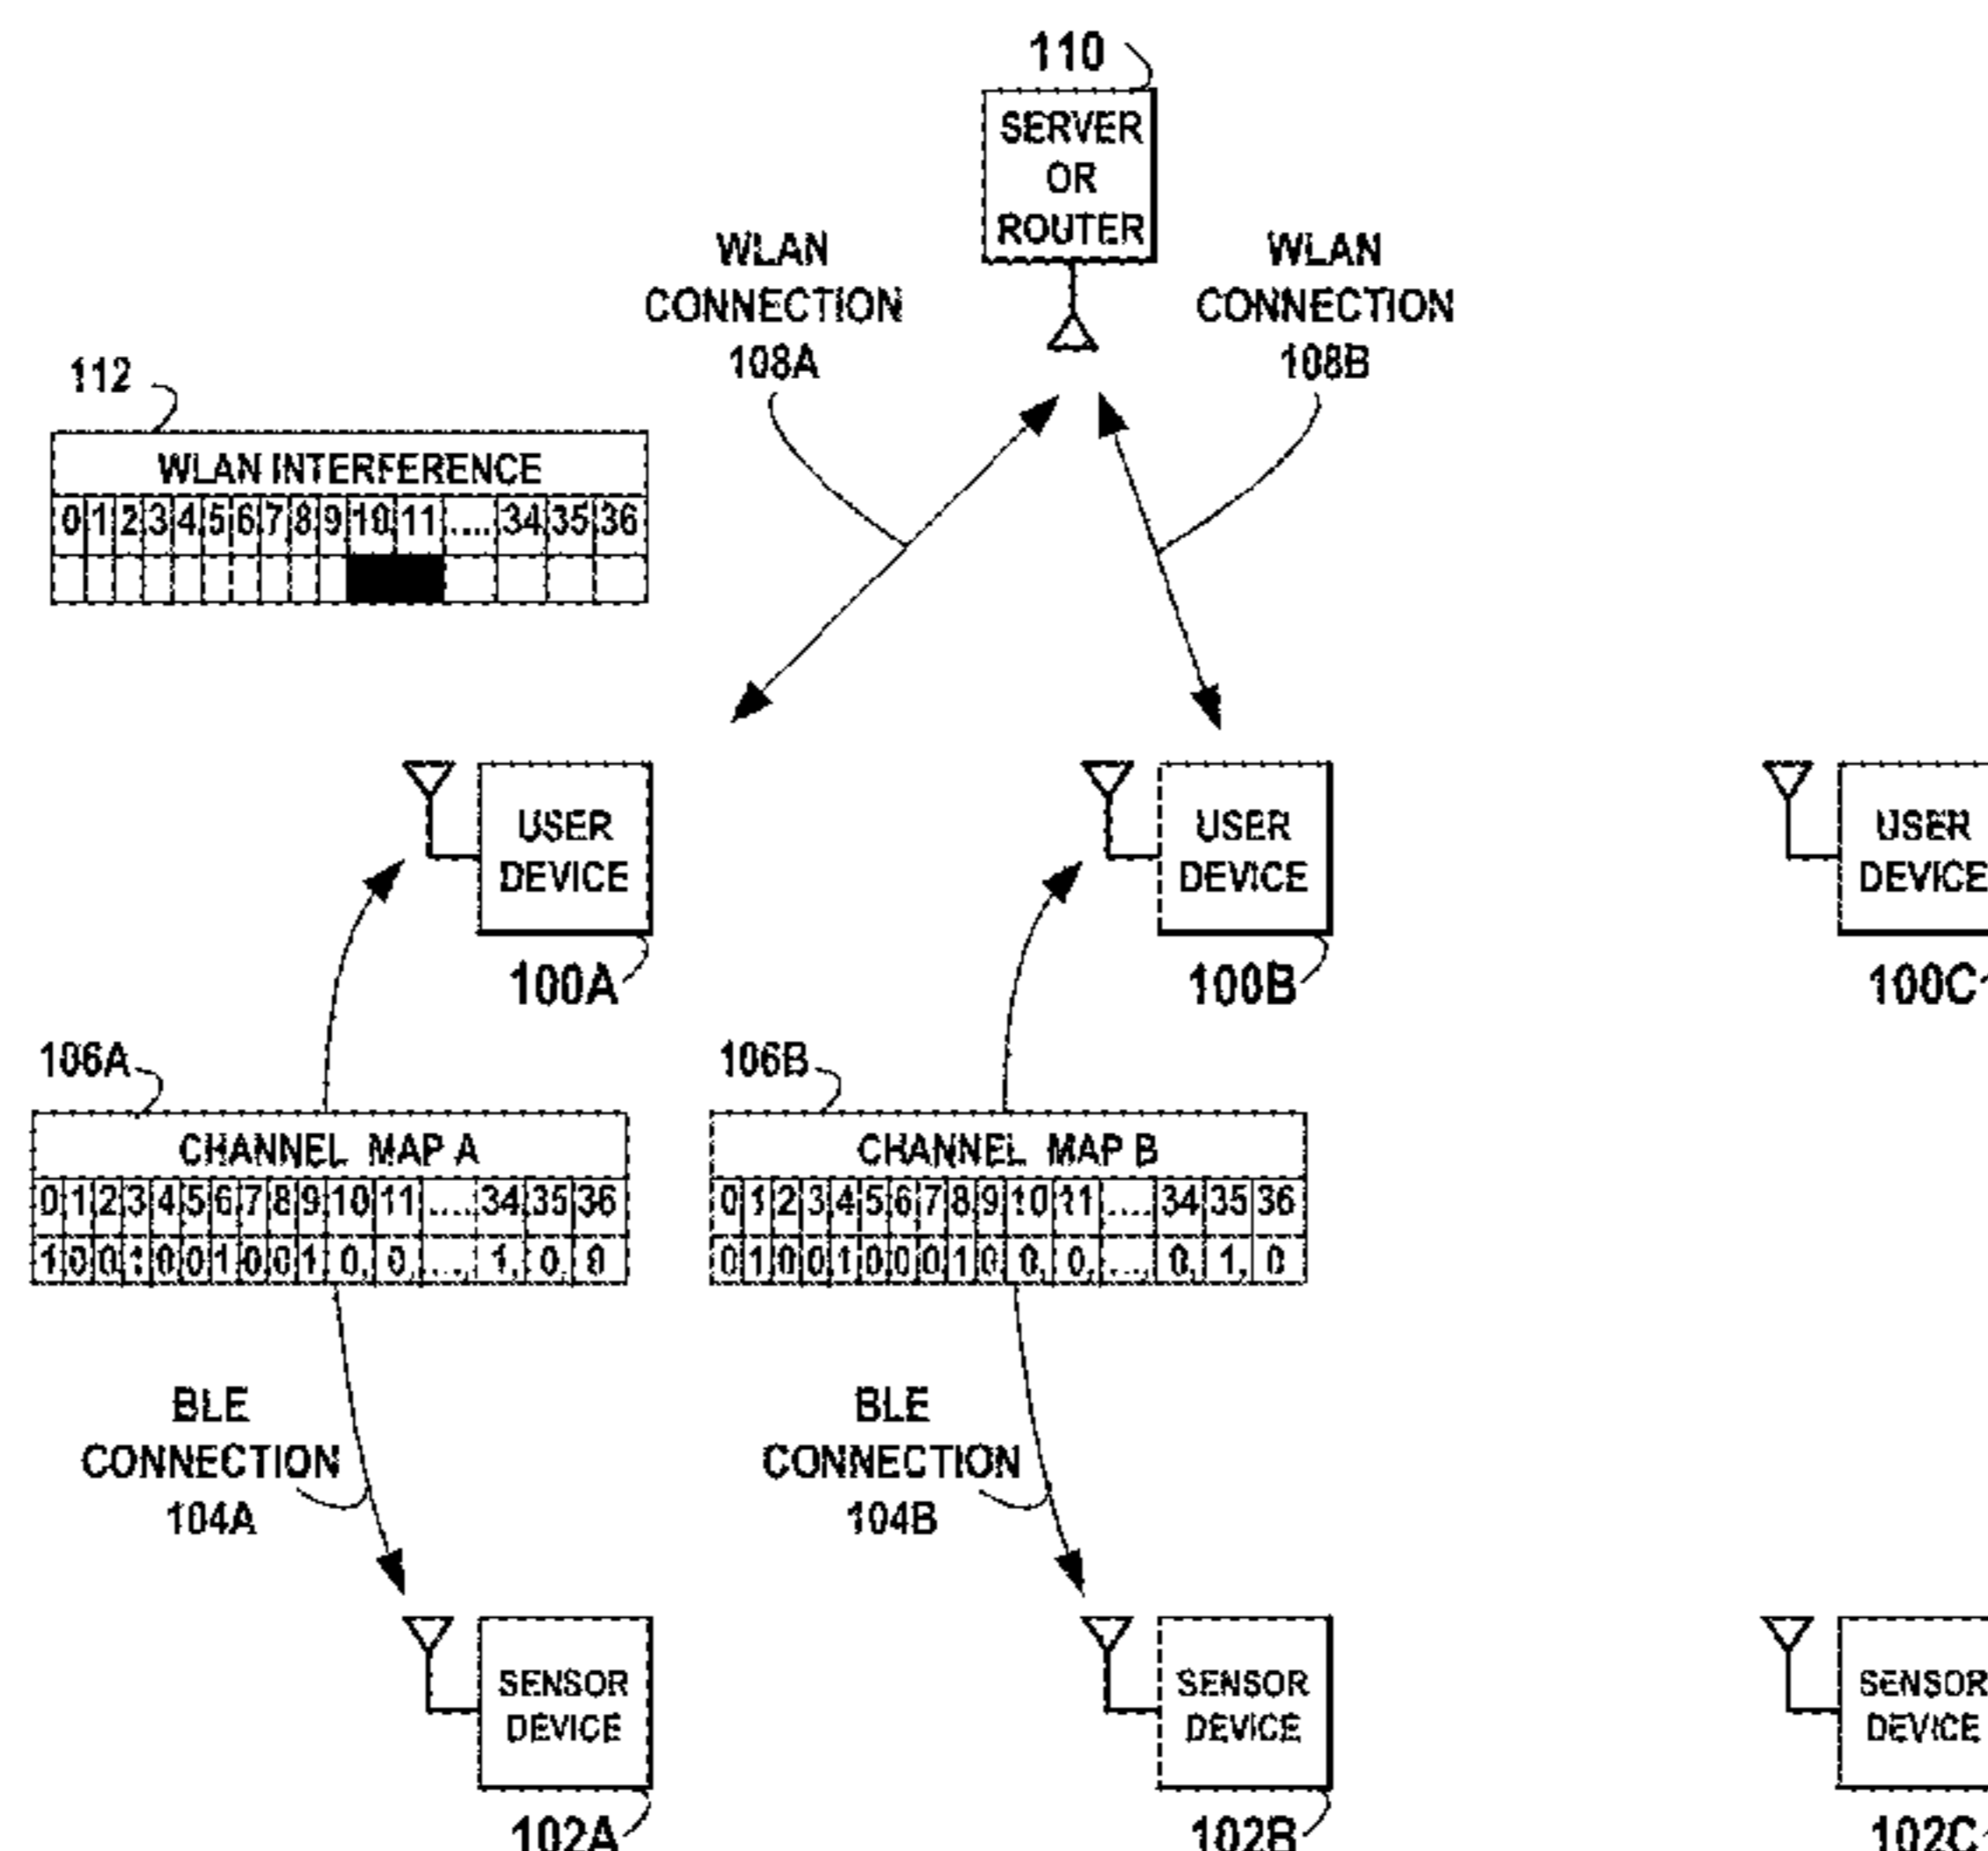 110
SERVER
OR
ROUTER
WLAN
CONNECTION
108A
WLAN
CONNECTION
108B
112
WLAN INTERFERENCE
0 1 2 3 4 5 6 7 8 9 10 11 .... 34 35 36
USER
DEVICE
100A
USER
DEVICE
100B
USER
DEVICE
100C
106A
CHANNEL MAP A
0 1 2 3 4 5 6 7 8 9 10 11 .... 34 35 36
1 0 0 1 0 0 1 0 0 1 0 0 .... 1 0 0
106B
CHANNEL MAP B
0 1 2 3 4 5 6 7 8 9 10 11 .... 34 35 36
0 1 0 0 1 0 0 0 1 0 0 0 .... 0 1 0
BLE
CONNECTION
104A
BLE
CONNECTION
104B
SENSOR
DEVICE
102A
SENSOR
DEVICE
102B
SENSOR
DEVICE
102C